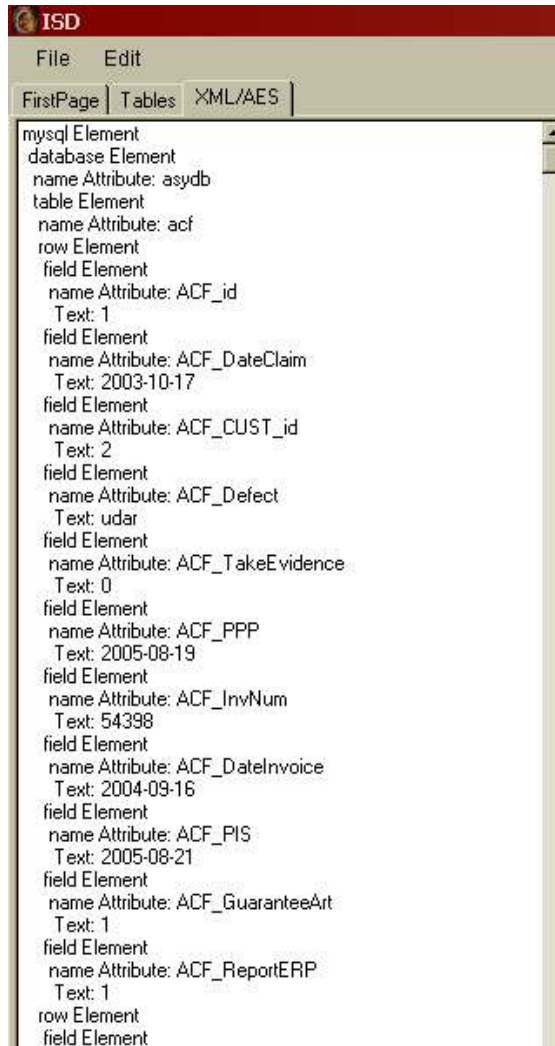 ISD
File Edit
FirstPage Tables XML/AES
mysql Element
database Element
name Attribute: asydb
table Element
name Attribute: acf
row Element
field Element
name Attribute: ACF_id
Text: 1
field Element
name Attribute: ACF_DateClaim
Text: 2003-10-17
field Element
name Attribute: ACF_CUST_id
Text: 2
field Element
name Attribute: ACF_Defect
Text: udar
field Element
name Attribute: ACF_TakeEvidence
Text: 0
field Element
name Attribute: ACF_PPP
Text: 2005-08-19
field Element
name Attribute: ACF_InvNum
Text: 54398
field Element
name Attribute: ACF_DateInvoice
Text: 2004-09-16
field Element
name Attribute: ACF_PIS
Text: 2005-08-21
field Element
name Attribute: ACF_GuaranteeArt
Text: 1
field Element
name Attribute: ACF_ReportERP
Text: 1
row Element
field Element